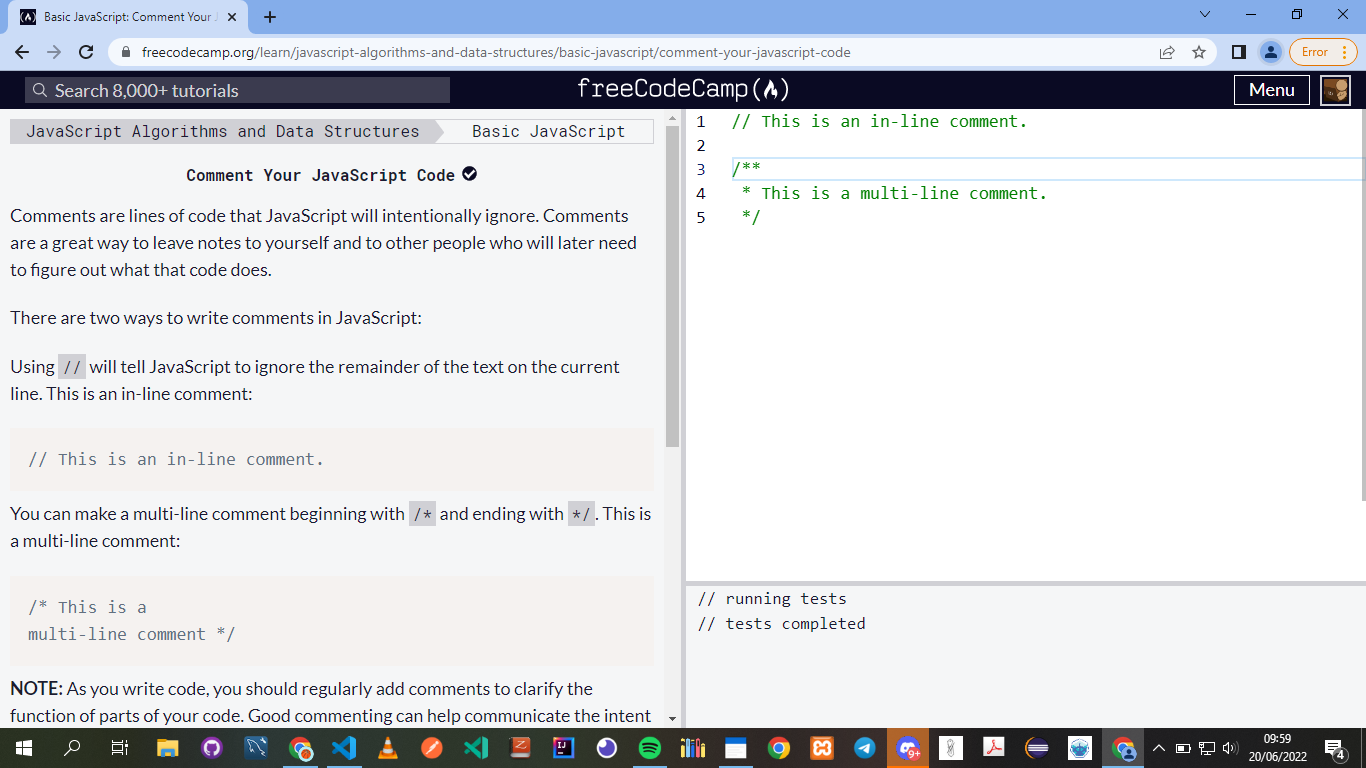 Basic JavaScript: Comment Your J
freecodecamp.org/learn/javascript-algorithms-and-data-structures/basic-javascript/comment-your-javascript-code
Error
Search 8,000+ tutorials
freeCodeCamp
Menu
JavaScript Algorithms and Data Structures
Basic JavaScript
Comment Your JavaScript Code
Comments are lines of code that JavaScript will intentionally ignore. Comments
are a great way to leave notes to yourself and to other people who will later need
to figure out what that code does.
There are two ways to write comments in JavaScript:
Using // will tell JavaScript to ignore the remainder of the text on the current
line. This is an in-line comment:
// This is an in-line comment.
You can make a multi-line comment beginning with /* and ending with */. This is
a multi-line comment:
/* This is a
multi-line comment */
NOTE: As you write code, you should regularly add comments to clarify the
function of parts of your code. Good commenting can help communicate the intent
1 // This is an in-line comment.
2
3 /**
4  * This is a multi-line comment.
5  */
// running tests
// tests completed
9+
09:59
20/06/2022
4